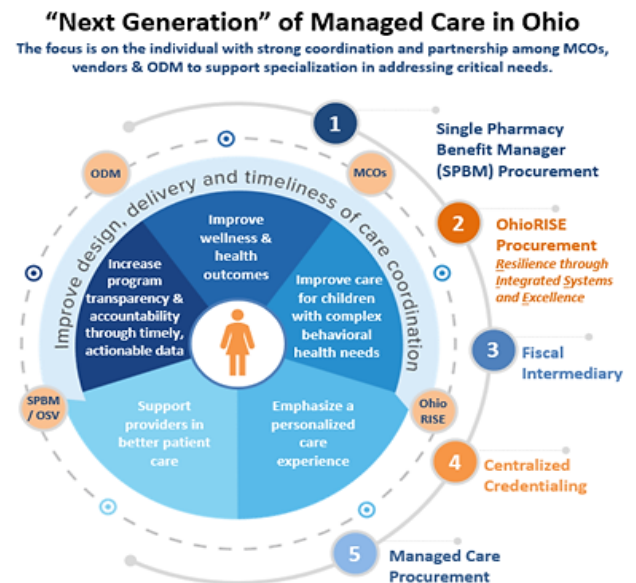 “Next Generation” of Managed Care in Ohio
The focus is on the individual with strong coordination and partnership among MCOs,
vendors & ODM to support specialization in addressing critical needs.
1
Single Pharmacy
Benefit Manager
(SPBM) Procurement
2
OhioRISE
Procurement
Resilience through
Integrated Systems
and Excellence
3
Fiscal
Intermediary
4
Centralized
Credentialing
5
Managed Care
Procurement
ODM
MCOs
SPBM
/ OSV
Ohio
RISE
Improve design, delivery and timeliness of care coordination
Improve
wellness &
health
outcomes
Increase
program
transparency &
accountability
through timely,
actionable data
Improve care
for children
with complex
behavioral
health needs
Support
providers in
better patient
care
Emphasize a
personalized
care
experience